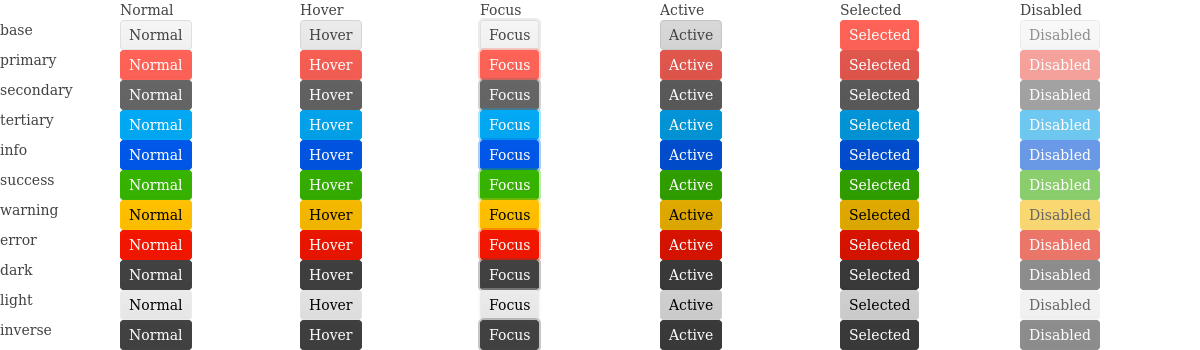 Normal Hover Focus Active Selected Disabled
base Normal Hover Focus Active Selected Disabled
primary Normal Hover Focus Active Selected Disabled
secondary Normal Hover Focus Active Selected Disabled
tertiary Normal Hover Focus Active Selected Disabled
info Normal Hover Focus Active Selected Disabled
success Normal Hover Focus Active Selected Disabled
warning Normal Hover Focus Active Selected Disabled
error Normal Hover Focus Active Selected Disabled
dark Normal Hover Focus Active Selected Disabled
light Normal Hover Focus Active Selected Disabled
inverse Normal Hover Focus Active Selected Disabled